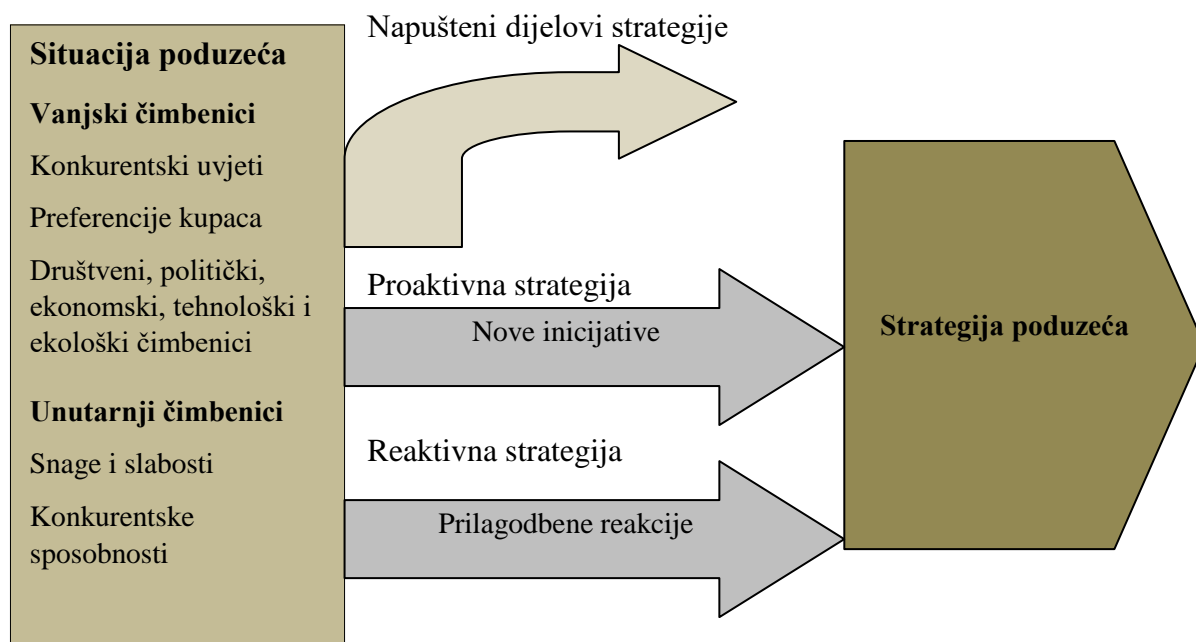 Situacija poduzeća
Vanjski čimbenici
Konkurentski uvjeti
Preferencije kupaca
Društveni, politički,
ekonomski, tehnološki i
ekološki čimbenici
Unutarnji čimbenici
Snage i slabosti
Konkurentske
sposobnosti
Napušteni dijelovi strategije
Proaktivna strategija
Nove inicijative
Reaktivna strategija
Prilagodbene reakcije
Strategija poduzeća